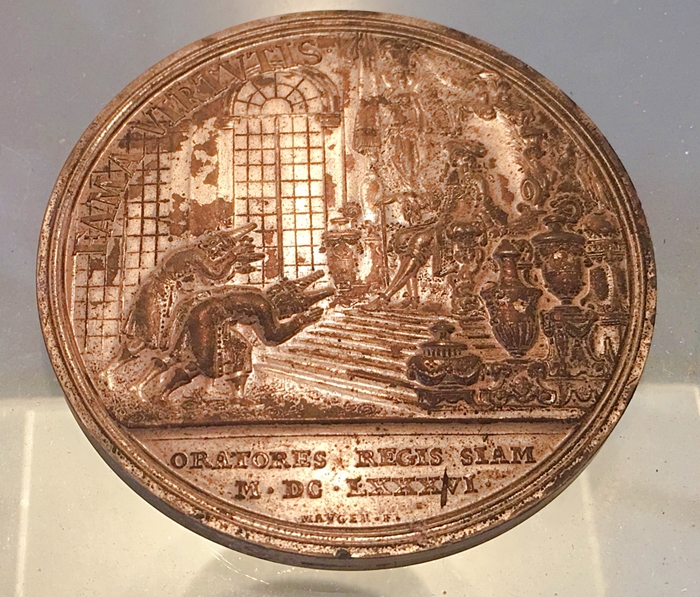 FAMA VIRTUTIS
ORATORES REGIS SIAM
M · DC · LXXXVI ·
MAVGER · F ·